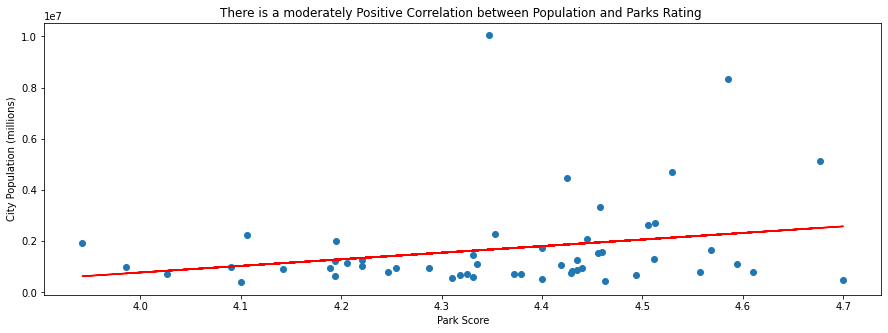 There is a moderately Positive Correlation between Population and Parks Rating
1e7
1.0
0.8
0.6
0.4
0.2
0.0
City Population (millions)
4.0 4.1 4.2 4.3 4.4 4.5 4.6 4.7
Park Score